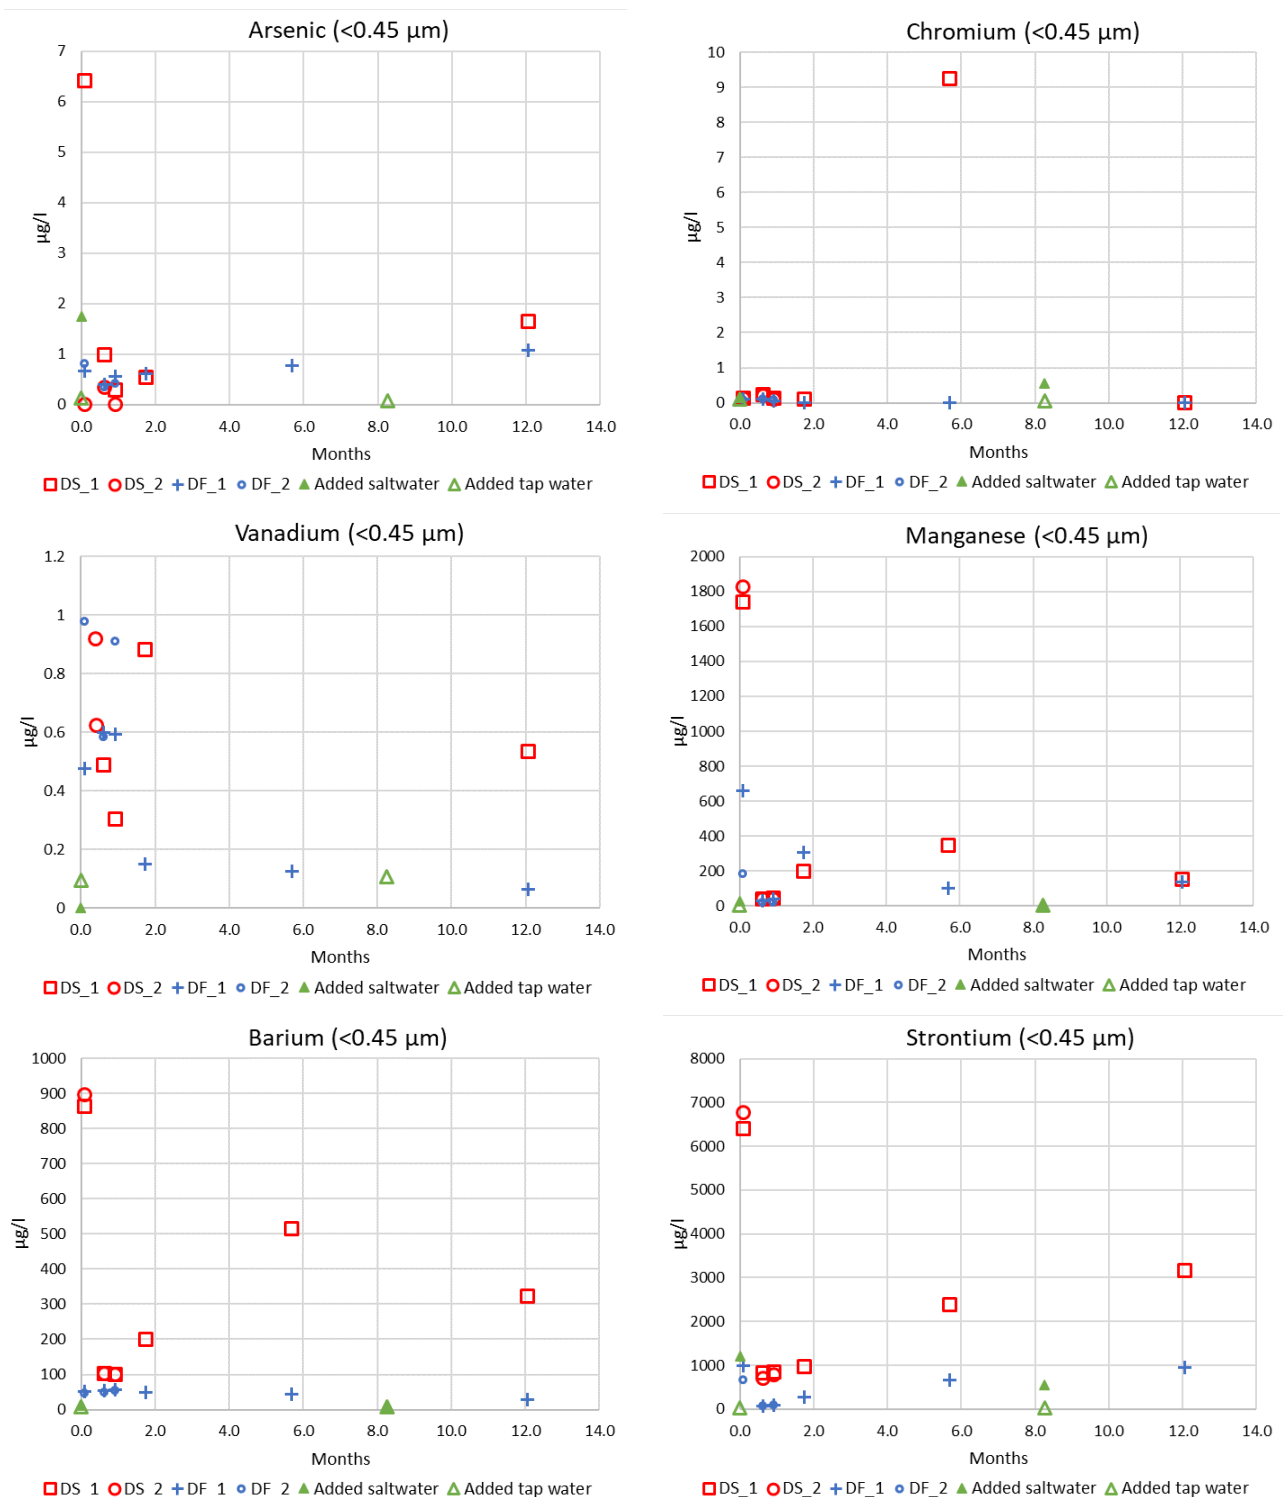 Arsenic (<0.45 µm)
7
6
5
4
3
2
1
0
µg/l
0.0 2.0 4.0 6.0 8.0 10.0 12.0 14.0
Months
DS_1 DS_2 DF_1 DF_2 Added saltwater Added tap water
Chromium (<0.45 µm)
10
9
8
7
6
5
4
3
2
1
0
µg/l
0.0 2.0 4.0 6.0 8.0 10.0 12.0 14.0
Months
DS_1 DS_2 DF_1 DF_2 Added saltwater Added tap water
Vanadium (<0.45 µm)
1.2
1
0.8
0.6
0.4
0.2
0
µg/l
0.0 2.0 4.0 6.0 8.0 10.0 12.0 14.0
Months
DS_1 DS_2 DF_1 DF_2 Added saltwater Added tap water
Manganese (<0.45 µm)
2000
1800
1600
1400
1200
1000
800
600
400
200
0
µg/l
0.0 2.0 4.0 6.0 8.0 10.0 12.0 14.0
Months
DS_1 DS_2 DF_1 DF_2 Added saltwater Added tap water
Barium (<0.45 µm)
1000
900
800
700
600
500
400
300
200
100
0
µg/l
0.0 2.0 4.0 6.0 8.0 10.0 12.0 14.0
Months
DS 1 DS 2 DF 1 DF 2 Added saltwater Added tap water
Strontium (<0.45 µm)
8000
7000
6000
5000
4000
3000
2000
1000
0
µg/l
0.0 2.0 4.0 6.0 8.0 10.0 12.0 14.0
Months
DS_1 DS_2 DF_1 DF_2 Added saltwater Added tap water